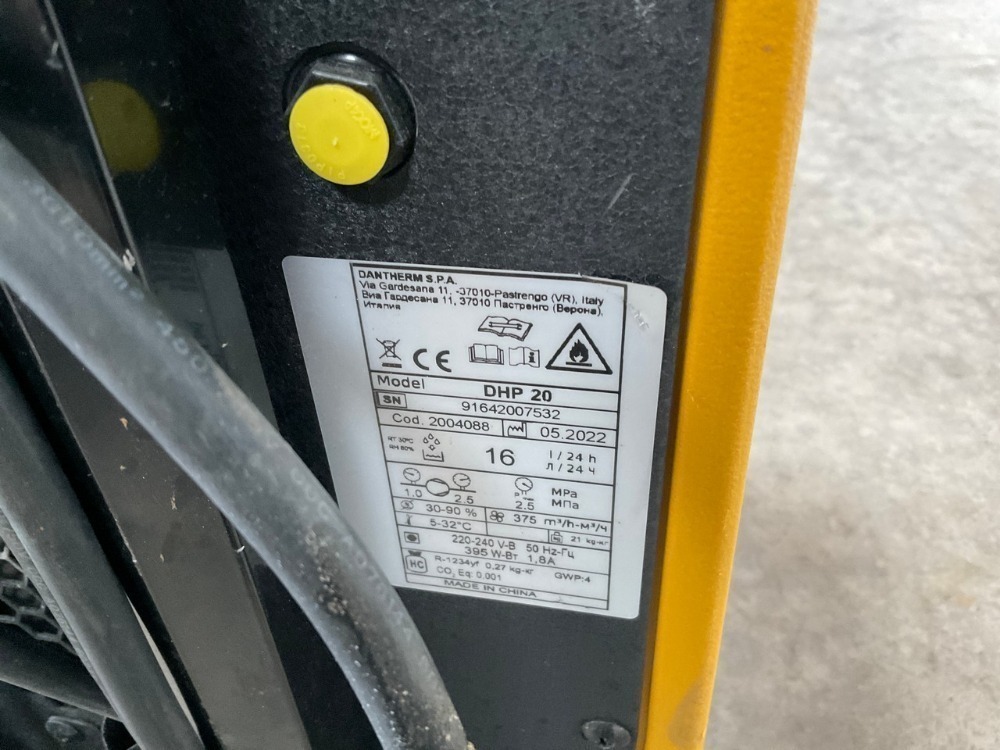 DANTHERM S.P.A.
Via Gardesana 11, -37010-Pastrengo (VR), Italy
Виа Гардесана 11, 37010 Пастренго (Верона),
Италия
CE
Model DHP 20
SN 91642007532
Cod. 2004088 05.2022
16 l / 24 h
л / 24 ч
1.0 2.5 2.5 MPa
МПа
30-90 % 375 m³/h-м³/ч
5-32°C 21 kg-кг
220-240 V-В 50 Hz-Гц
395 W-Вт 1,8A
HC R-1234yf 0,27 kg-кг GWP:4
CO₂ Eq: 0,001
MADE IN CHINA